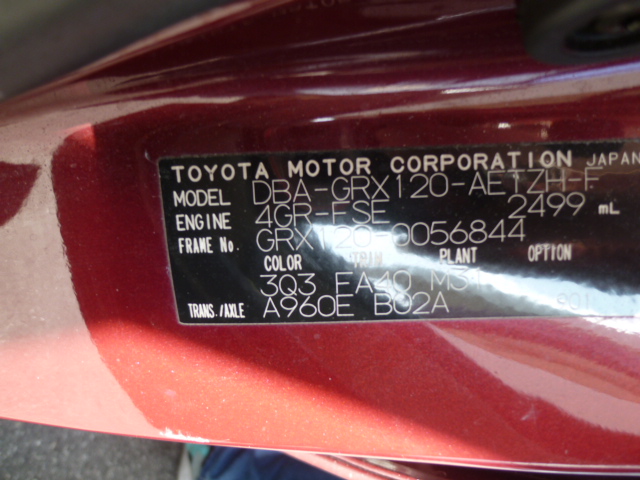 TOYOTA MOTOR CORPORATION JAPAN
MODEL DBA-GRX120-AETZH-F
ENGINE 4GR-FSE 2499 mL
FRAME No. GRX120-0056844
COLOR TRIM PLANT OPTION
3Q3 FA40
TRANS./AXLE A960E B02A